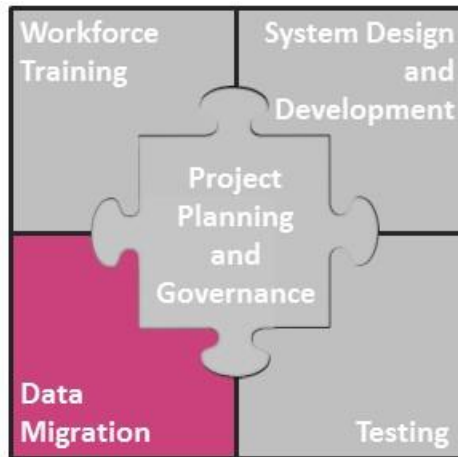 Workforce
Training
System Design
and
Development
Project
Planning
and
Governance
Data
Migration
Testing